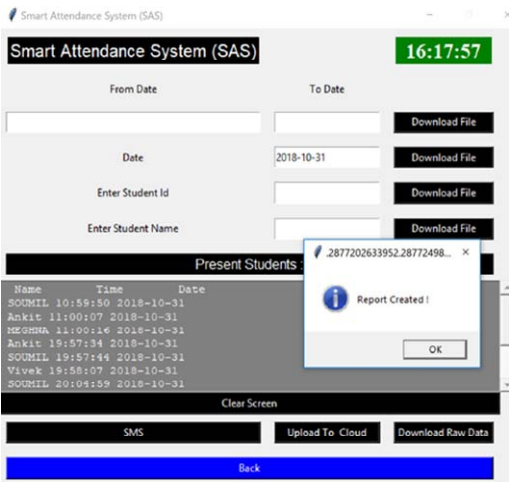 Smart Attendance System (SAS)
Smart Attendance System (SAS) 16:17:57
From Date To Date
Download File
Date 2018-10-31 Download File
Enter Student Id Download File
Enter Student Name Download File
.2877202633952.28772498...
Present Students :
Report Created !
OK
Name Time Date
SOUMIL 10:59:50 2018-10-31
Ankit 11:00:07 2018-10-31
MEGHNA 11:00:16 2018-10-31
Ankit 19:57:34 2018-10-31
SOUMIL 19:57:44 2018-10-31
Vivek 19:58:07 2018-10-31
SOUMIL 20:04:59 2018-10-31
Clear Screen
SMS Upload To Cloud Download Raw Data
Back